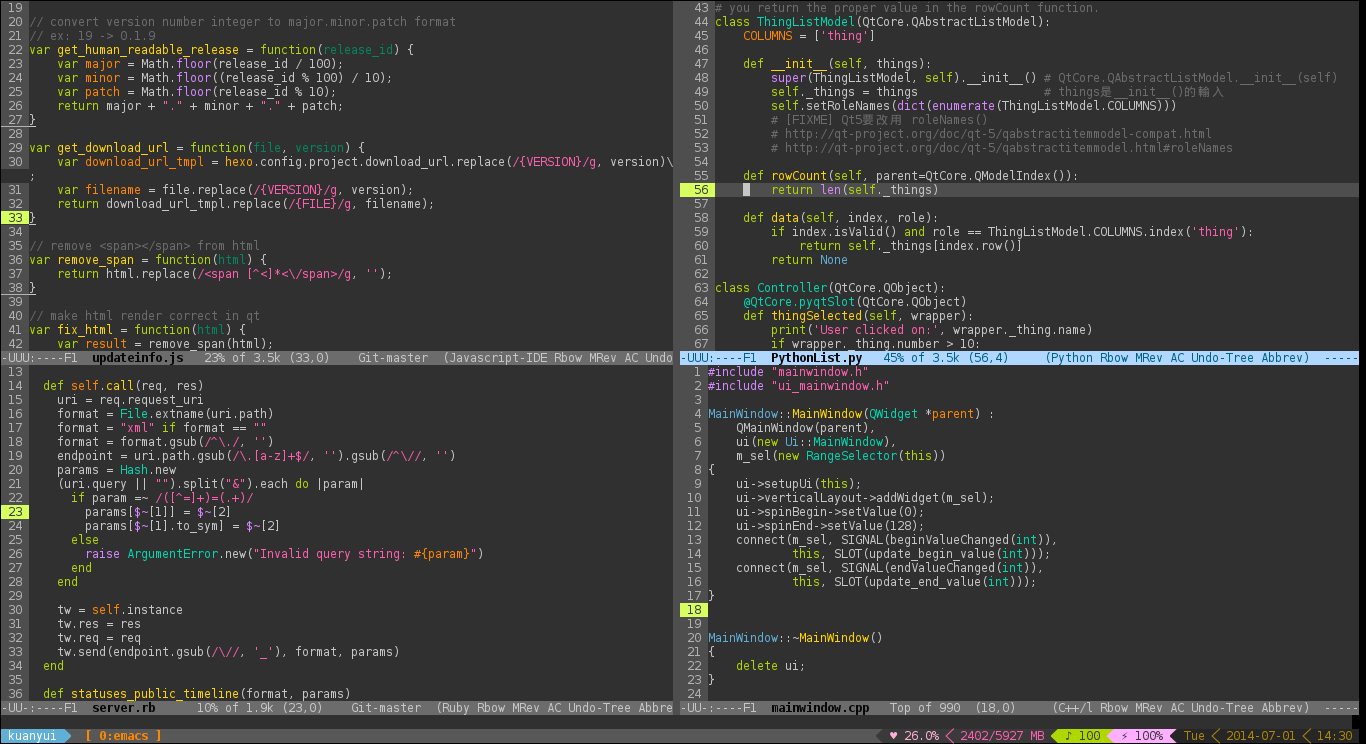 19
20 // convert version number integer to major.minor.patch format
21 // ex: 19 -> 0.1.9
22 var get_human_readable_release = function(release_id) {
23     var major = Math.floor(release_id / 100);
24     var minor = Math.floor((release_id % 100) / 10);
25     var patch = Math.floor(release_id % 10);
26     return major + "." + minor + "." + patch;
27 }
28
29 var get_download_url = function(file, version) {
30     var download_url_tmpl = hexo.config.project.download_url.replace(/{VERSION}/g, version)\
;
31     var filename = file.replace(/{VERSION}/g, version);
32     return download_url_tmpl.replace(/{FILE}/g, filename);
33 }
34
35 // remove <span></span> from html
36 var remove_span = function(html) {
37     return html.replace(/<span [^<]*<\/span>/g, '');
38 }
39
40 // make html render correct in qt
41 var fix_html = function(html) {
42     var result = remove_span(html);
-UUU:----F1  updateinfo.js   23% of 3.5k (33,0)    Git-master  (Javascript-IDE Rbow MRev AC Undo
43 # you return the proper value in the rowCount function.
44 class ThingListModel(QtCore.QAbstractListModel):
45     COLUMNS = ['thing']
46
47     def __init__(self, things):
48         super(ThingListModel, self).__init__() # QtCore.QAbstractListModel.__init__(self)
49         self._things = things                  # things是__init__()的輸入
50         self.setRoleNames(dict(enumerate(ThingListModel.COLUMNS)))
51         # [FIXME] Qt5要改用 roleNames()
52         # http://qt-project.org/doc/qt-5/qabstractitemmodel-compat.html
53         # http://qt-project.org/doc/qt-5/qabstractitemmodel.html#roleNames
54
55     def rowCount(self, parent=QtCore.QModelIndex()):
56         return len(self._things)
57
58     def data(self, index, role):
59         if index.isValid() and role == ThingListModel.COLUMNS.index('thing'):
60             return self._things[index.row()]
61         return None
62
63 class Controller(QtCore.QObject):
64     @QtCore.pyqtSlot(QtCore.QObject)
65     def thingSelected(self, wrapper):
66         print('User clicked on:', wrapper._thing.name)
67         if wrapper._thing.number > 10:
-UUU:----F1  PythonList.py   45% of 3.5k (56,4)     (Python Rbow MRev AC Undo-Tree Abbrev)  -----
13
14   def self.call(req, res)
15     uri = req.request_uri
16     format = File.extname(uri.path)
17     format = "xml" if format == ""
18     format = format.gsub(/^\./, '')
19     endpoint = uri.path.gsub(/\.[a-z]+$/, '').gsub(/^\//, '')
20     params = Hash.new
21     (uri.query || "").split("&").each do |param|
22       if param =~ /([^=]+)=(.+)/
23         params[$~[1]] = $~[2]
24         params[$~[1].to_sym] = $~[2]
25       else
26         raise ArgumentError.new("Invalid query string: #{param}")
27       end
28     end
29
30     tw = self.instance
31     tw.res = res
32     tw.req = req
33     tw.send(endpoint.gsub(/\//, '_'), format, params)
34   end
35
36   def statuses_public_timeline(format, params)
-UU-:----F1  server.rb      10% of 1.9k (23,0)    Git-master  (Ruby Rbow MRev AC Undo-Tree Abbre
1 #include "mainwindow.h"
2 #include "ui_mainwindow.h"
3
4 MainWindow::MainWindow(QWidget *parent) :
5     QMainWindow(parent),
6     ui(new Ui::MainWindow),
7     m_sel(new RangeSelector(this))
8 {
9     ui->setupUi(this);
10     ui->verticalLayout->addWidget(m_sel);
11     ui->spinBegin->setValue(0);
12     ui->spinEnd->setValue(128);
13     connect(m_sel, SIGNAL(beginValueChanged(int)),
14             this, SLOT(update_begin_value(int)));
15     connect(m_sel, SIGNAL(endValueChanged(int)),
16             this, SLOT(update_end_value(int)));
17 }
18
19
20 MainWindow::~MainWindow()
21 {
22     delete ui;
23 }
24
-UU-:----F1  mainwindow.cpp   Top of 990  (18,0)     (C++/l Rbow MRev AC Undo-Tree Abbrev)  -----
kuanyui  [ 0:emacs ]  ♥ 26.0%  2402/5927 MB  ♪ 100  ⚡ 100%  Tue  2014-07-01  14:30